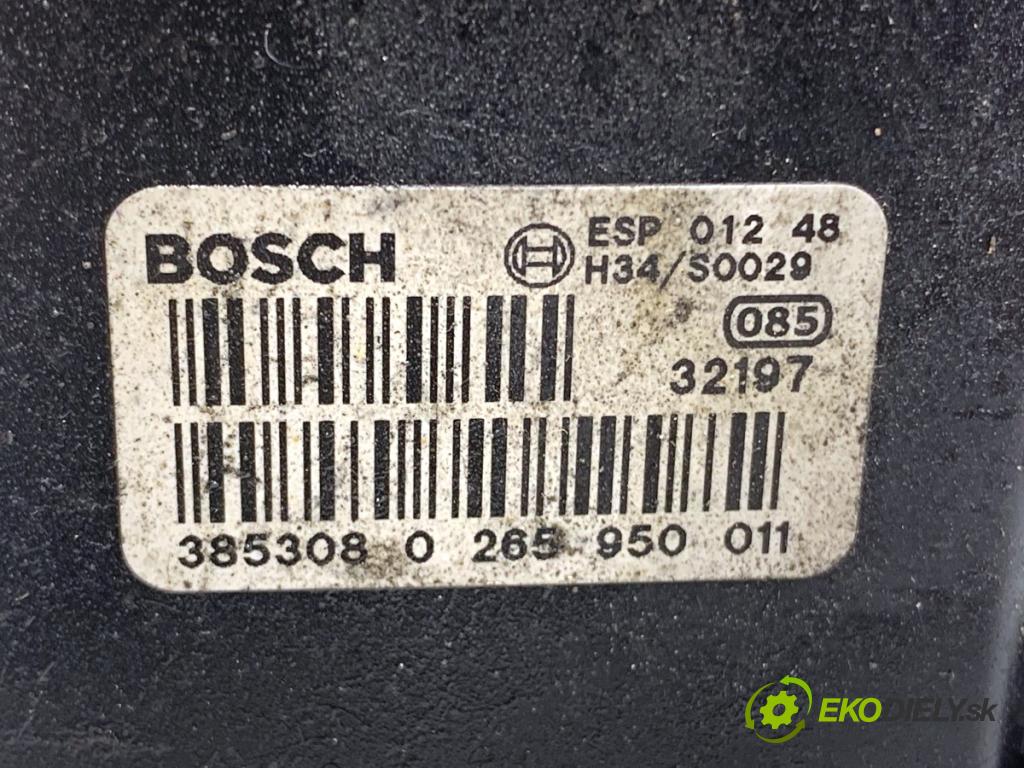 BOSCH
ESP 012 48
H34/S0029
085
32197
385308 0 265 950 011
EKODIELY.sk